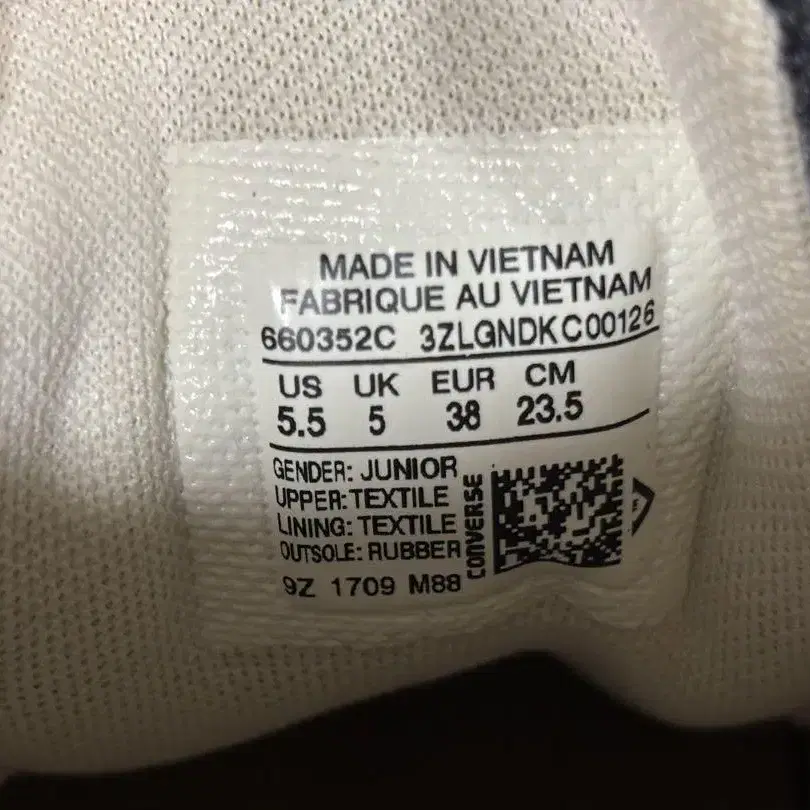 MADE IN VIETNAM
FABRIQUE AU VIETNAM
660352C 3ZLGNDKC00126
US UK EUR CM
5.5 5 38 23.5
GENDER: JUNIOR
UPPER: TEXTILE
LINING: TEXTILE
OUTSOLE: RUBBER
9Z 1709 M88
CONVERSE